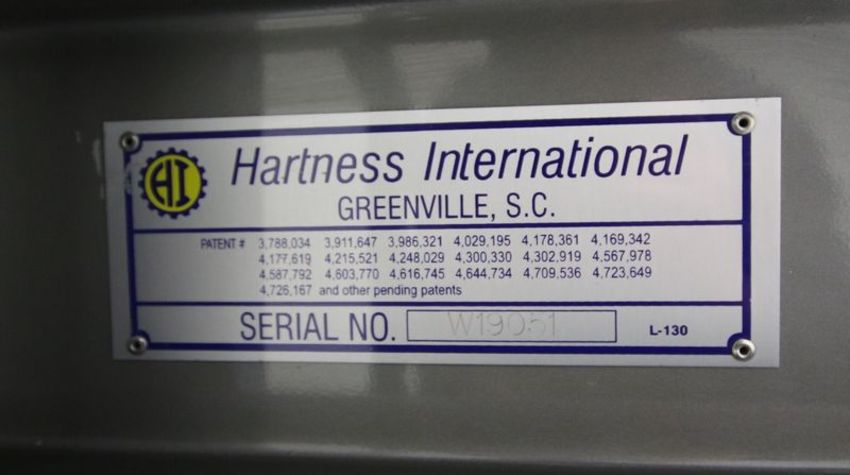 HI
Hartness International
GREENVILLE, S.C.
PATENT # 3,788,034 3,911,647 3,986,321 4,029,195 4,178,361 4,169,342
4,177,619 4,215,521 4,248,029 4,300,330 4,302,919 4,567,978
4,587,792 4,603,770 4,616,745 4,644,734 4,709,536 4,723,649
4,726,167 and other pending patents
SERIAL NO. W19051 L-130